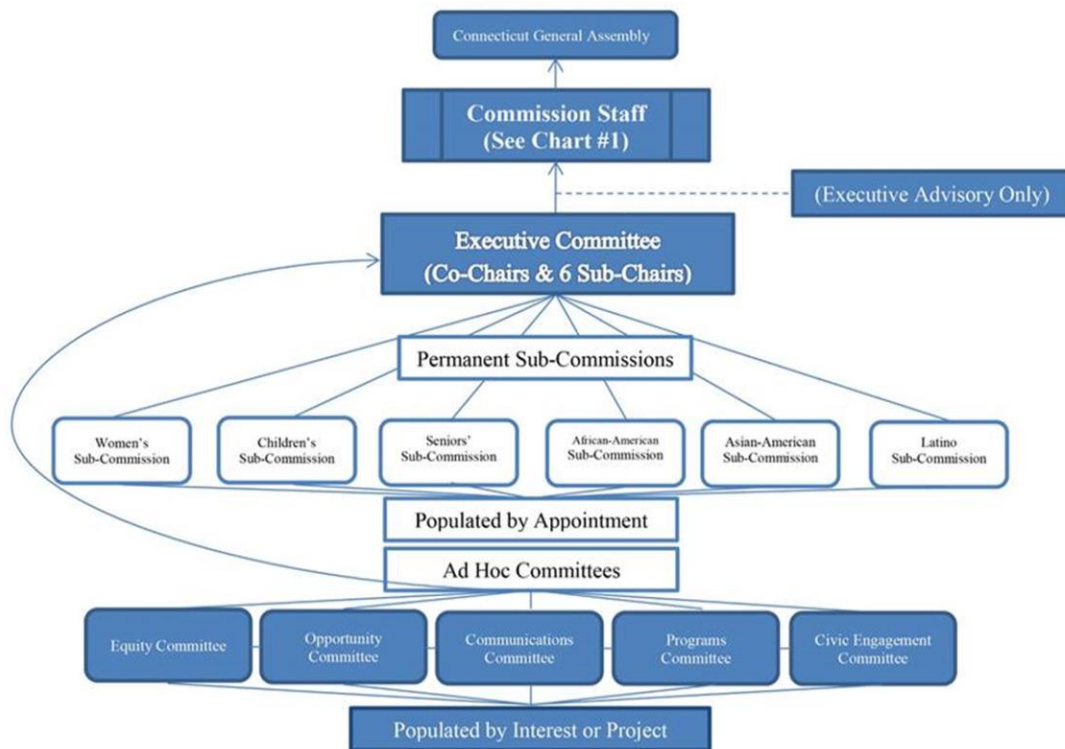 Connecticut General Assembly
Commission Staff
(See Chart #1)
(Executive Advisory Only)
Executive Committee
(Co-Chairs & 6 Sub-Chairs)
Permanent Sub-Commissions
Women's
Sub-Commission
Children's
Sub-Commission
Seniors'
Sub-Commission
African-American
Sub-Commission
Asian-American
Sub-Commission
Latino
Sub-Commission
Populated by Appointment
Ad Hoc Committees
Equity Committee
Opportunity
Committee
Communications
Committee
Programs
Committee
Civic Engagement
Committee
Populated by Interest or Project